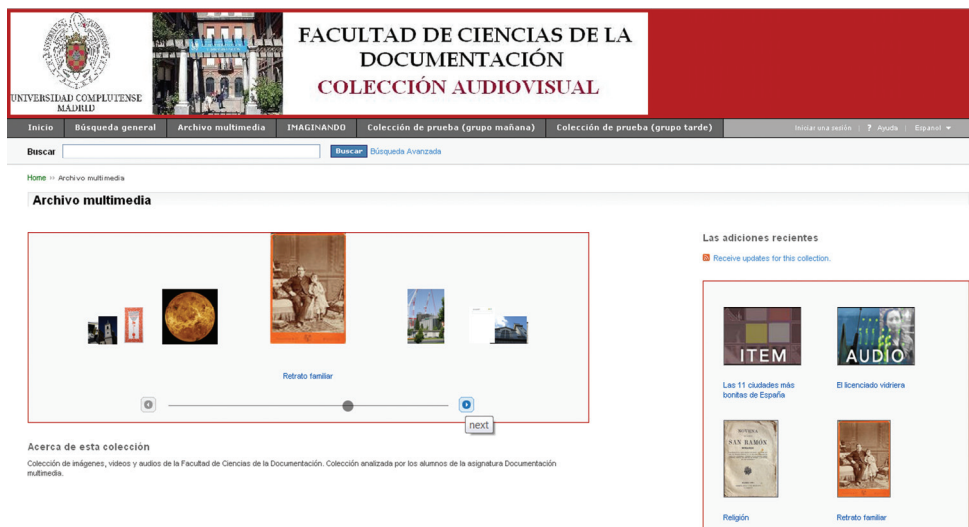 UNIVERSIDAD COMPLUTENSE
MADRID
FACULTAD DE CIENCIAS DE LA
DOCUMENTACIÓN
COLECCIÓN AUDIOVISUAL
Inicio Búsqueda general Archivo multimedia IMAGINANDO Colección de prueba (grupo mañana) Colección de prueba (grupo tarde) Iniciar una sesión | ? Ayuda | Espanol
Buscar Buscar Búsqueda Avanzada
Home » Archivo multimedia
Archivo multimedia
Retrato familiar
next
Acerca de esta colección
Colección de imágenes, videos y audios de la Facultad de Ciencias de la Documentación. Colección analizada por los alumnos de la asignatura Documentación
multimedia.
Las adiciones recientes
Receive updates for this collection.
ITEM AUDIO
Las 11 ciudades más
bonitas de España
El licenciado vidriera
NOVENA
SAN RAMÓN
Religión Retrato familiar